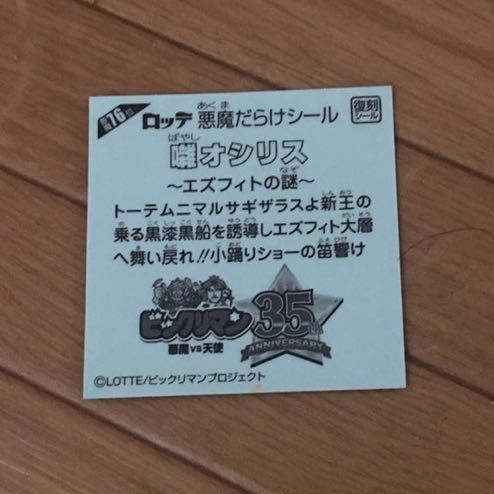 悪魔76 ロッテ 悪魔だらけシール 復刻シール
囃オシリス
〜エズフィトの謎〜
トーテムニマルサギザラスよ新王の
乗る黒漆黒船を誘導しエズフィト大層
へ舞い戻れ!!小踊りショーの笛響け
ビックリマン 35th
悪魔VS天使 ANNIVERSARY
©LOTTE/ビックリマンプロジェクト